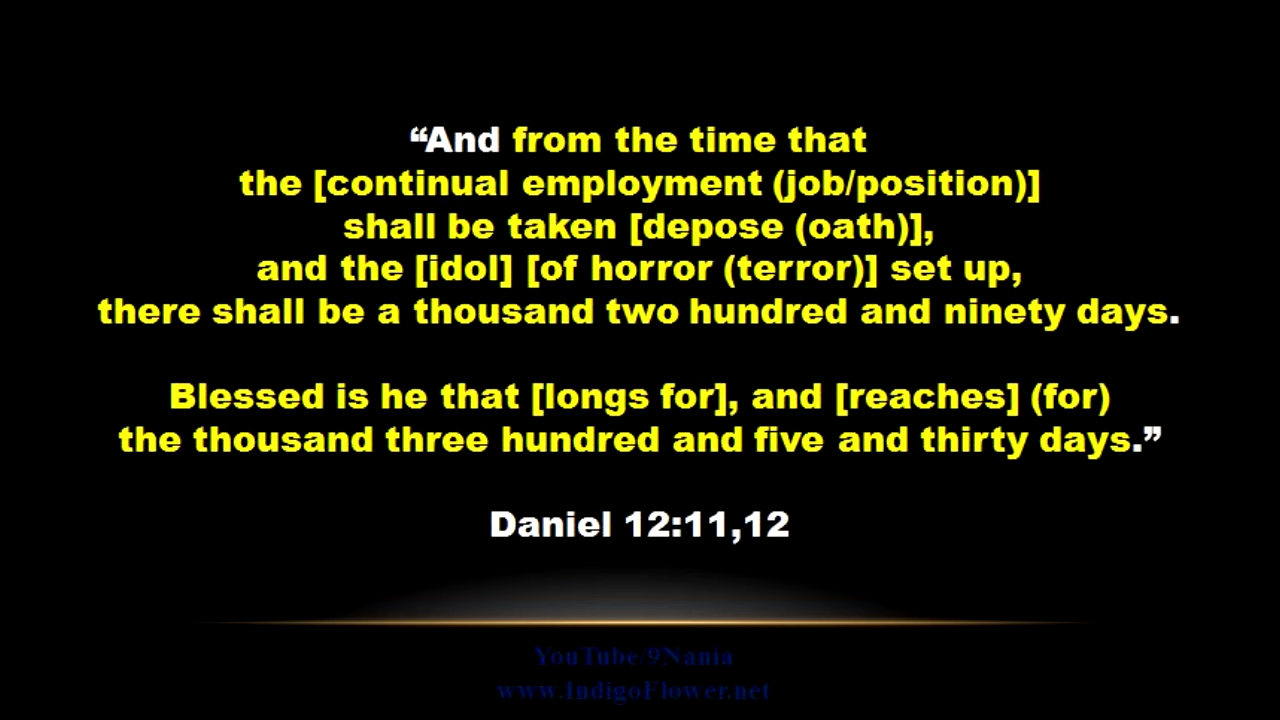 “And from the time that
the [continual employment (job/position)]
shall be taken [depose (oath)],
and the [idol] [of horror (terror)] set up,
there shall be a thousand two hundred and ninety days.
Blessed is he that [longs for], and [reaches] (for)
the thousand three hundred and five and thirty days.”
Daniel 12:11,12
YouTube/9Nania
www.IndigoFlower.net